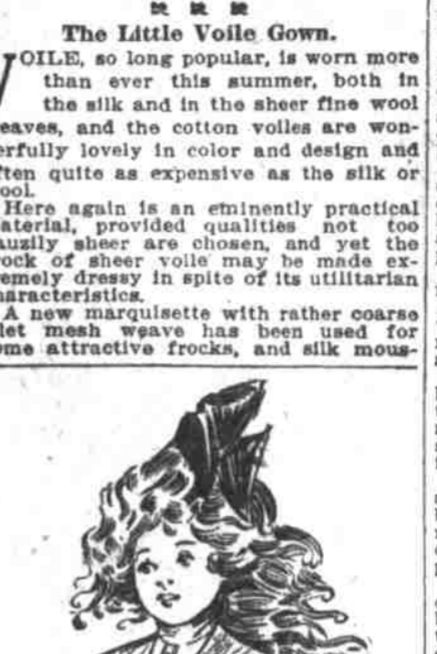 The Little Voile Gown.
VOILE, so long popular, is worn more
than ever this summer, both in
the silk and in the sheer fine wool
eaves, and the cotton voiles are won-
erfully lovely in color and design and
ften quite as expensive as the silk or
ool.
Here again is an eminently practical
aterial, provided qualities not too
auzily sheer are chosen, and yet the
rock of sheer voile may be made ex-
remely dressy in spite of its utilitarian
haracteristics.
A new marquisette with rather coarse
let mesh weave has been used for
ome attractive frocks, and silk mous-